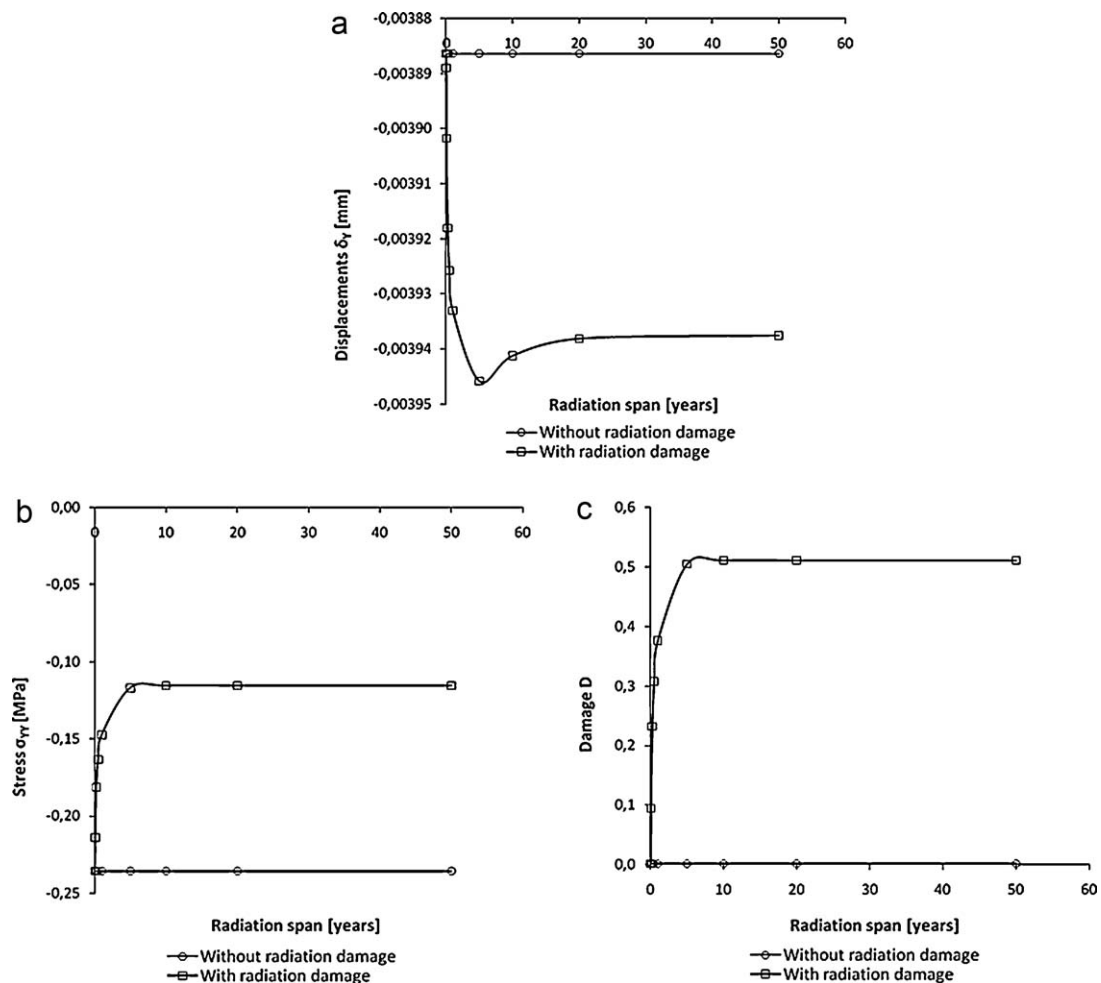 a
-0,00388
0 10 20 30 40 50 60
-0,00389
-0,00390
-0,00391
-0,00392
-0,00393
-0,00394
-0,00395
Displacements δY [mm]
Radiation span [years]
Without radiation damage
With radiation damage
b
0,00
0 10 20 30 40 50 60
-0,05
-0,10
-0,15
-0,20
-0,25
Stress σYY [MPa]
Radiation span [years]
Without radiation damage
With radiation damage
c
0,6
0,5
0,4
0,3
0,2
0,1
0,0
0 10 20 30 40 50 60
Damage D
Radiation span [years]
Without radiation damage
With radiation damage